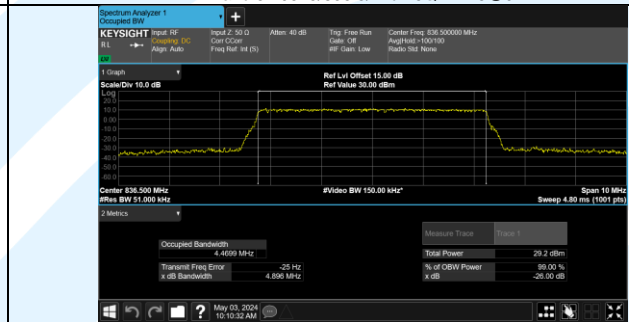 Spectrum Analyzer 1
Occupied BW
+
KEYSIGHT
RL
Input: RF
Coupling: DC
Align: Auto
Input Z: 50 Ω
Corr CCorr
Freq Ref: Int (S)
Atten: 40 dB
Trig: Free Run
Gate: Off
#IF Gain: Low
Center Freq: 836.500000 MHz
Avg|Hold:>100/100
Radio Std: None
1 Graph
Scale/Div 10.0 dB
Ref Lvl Offset 15.00 dB
Ref Value 30.00 dBm
Log
20.0
10.0
0.00
-10.0
-20.0
-30.0
-40.0
-50.0
-60.0
Center 836.500 MHz
#Res BW 51.000 kHz
#Video BW 150.00 kHz*
Span 10 MHz
Sweep 4.80 ms (1001 pts)
2 Metrics
Measure Trace Trace 1
Occupied Bandwidth
4.4699 MHz
Total Power 29.2 dBm
Transmit Freq Error -25 Hz
% of OBW Power 99.00 %
x dB Bandwidth 4.896 MHz
x dB -26.00 dB
?
May 03, 2024
10:10:32 AM